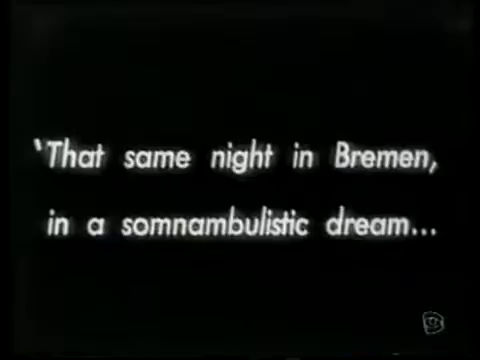 'That same night in Bremen,
in a somnambulistic dream...